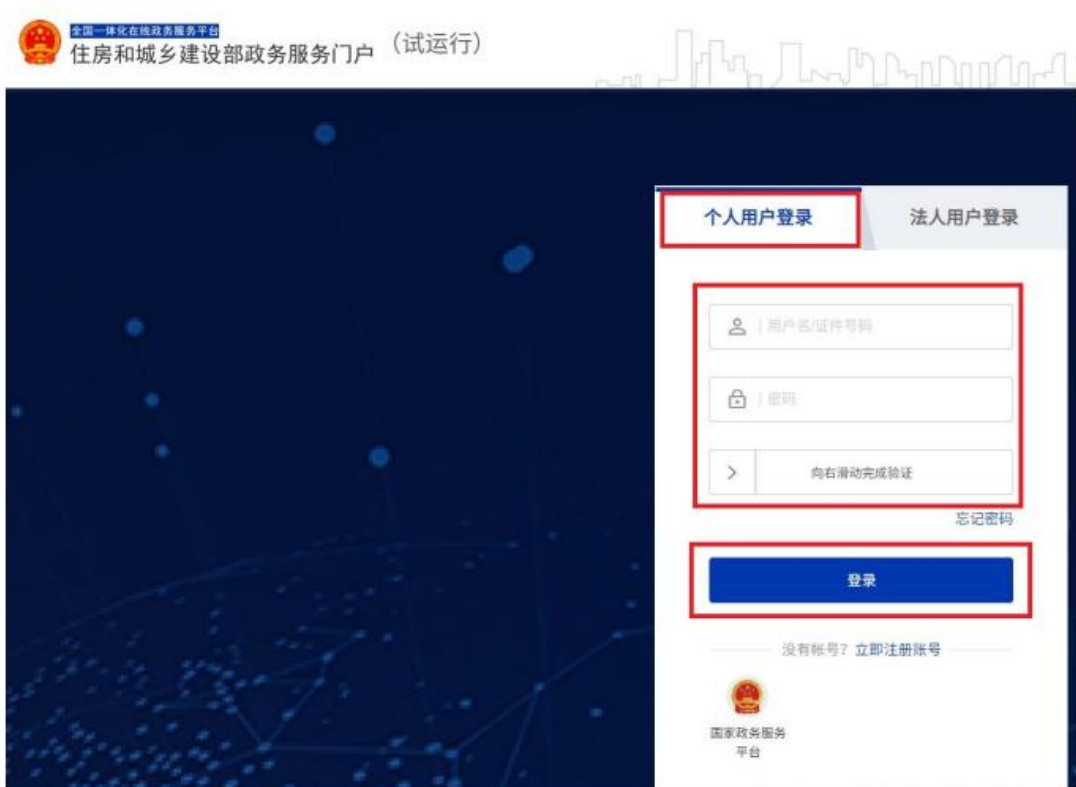 全国一体化在线政务服务平台
住房和城乡建设部政务服务门户 （试运行）
个人用户登录
法人用户登录
用户名/证件号码
密码
向右滑动完成验证
忘记密码
登录
没有帐号？立即注册账号
国家政务服务
平台